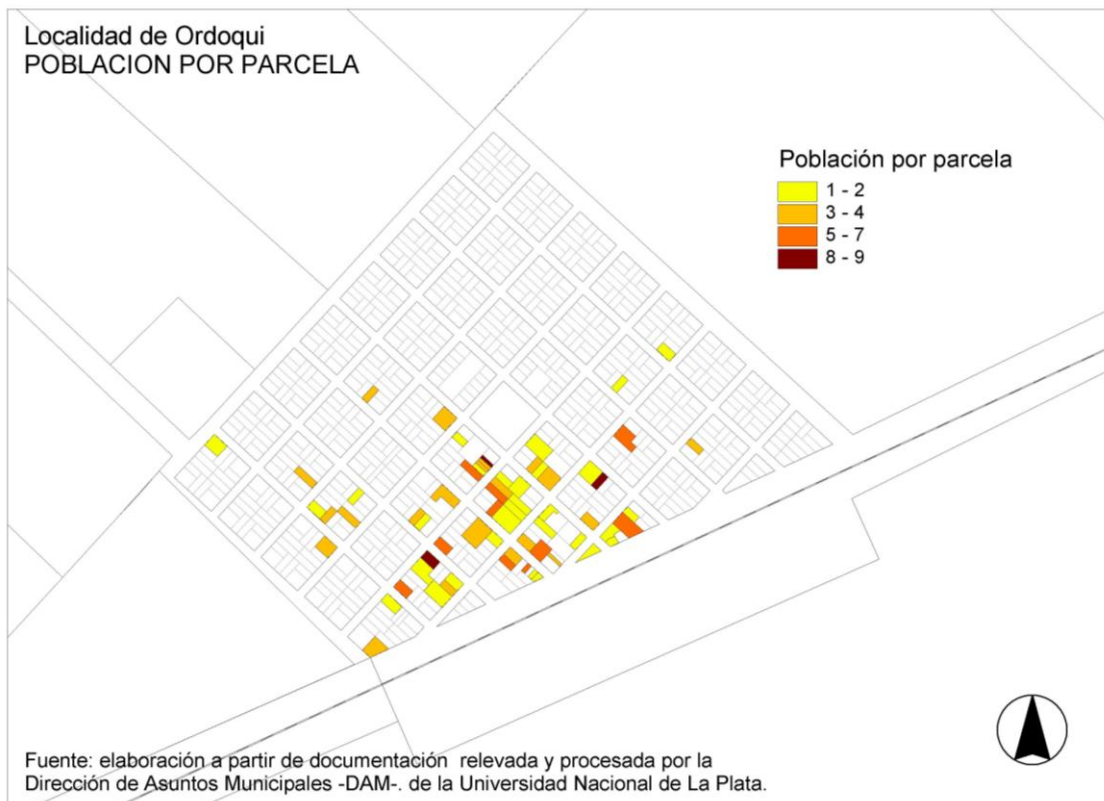 Localidad de Ordoqui
POBLACION POR PARCELA
Población por parcela
1 - 2
3 - 4
5 - 7
8 - 9
Fuente: elaboración a partir de documentación relevada y procesada por la
Dirección de Asuntos Municipales -DAM-. de la Universidad Nacional de La Plata.